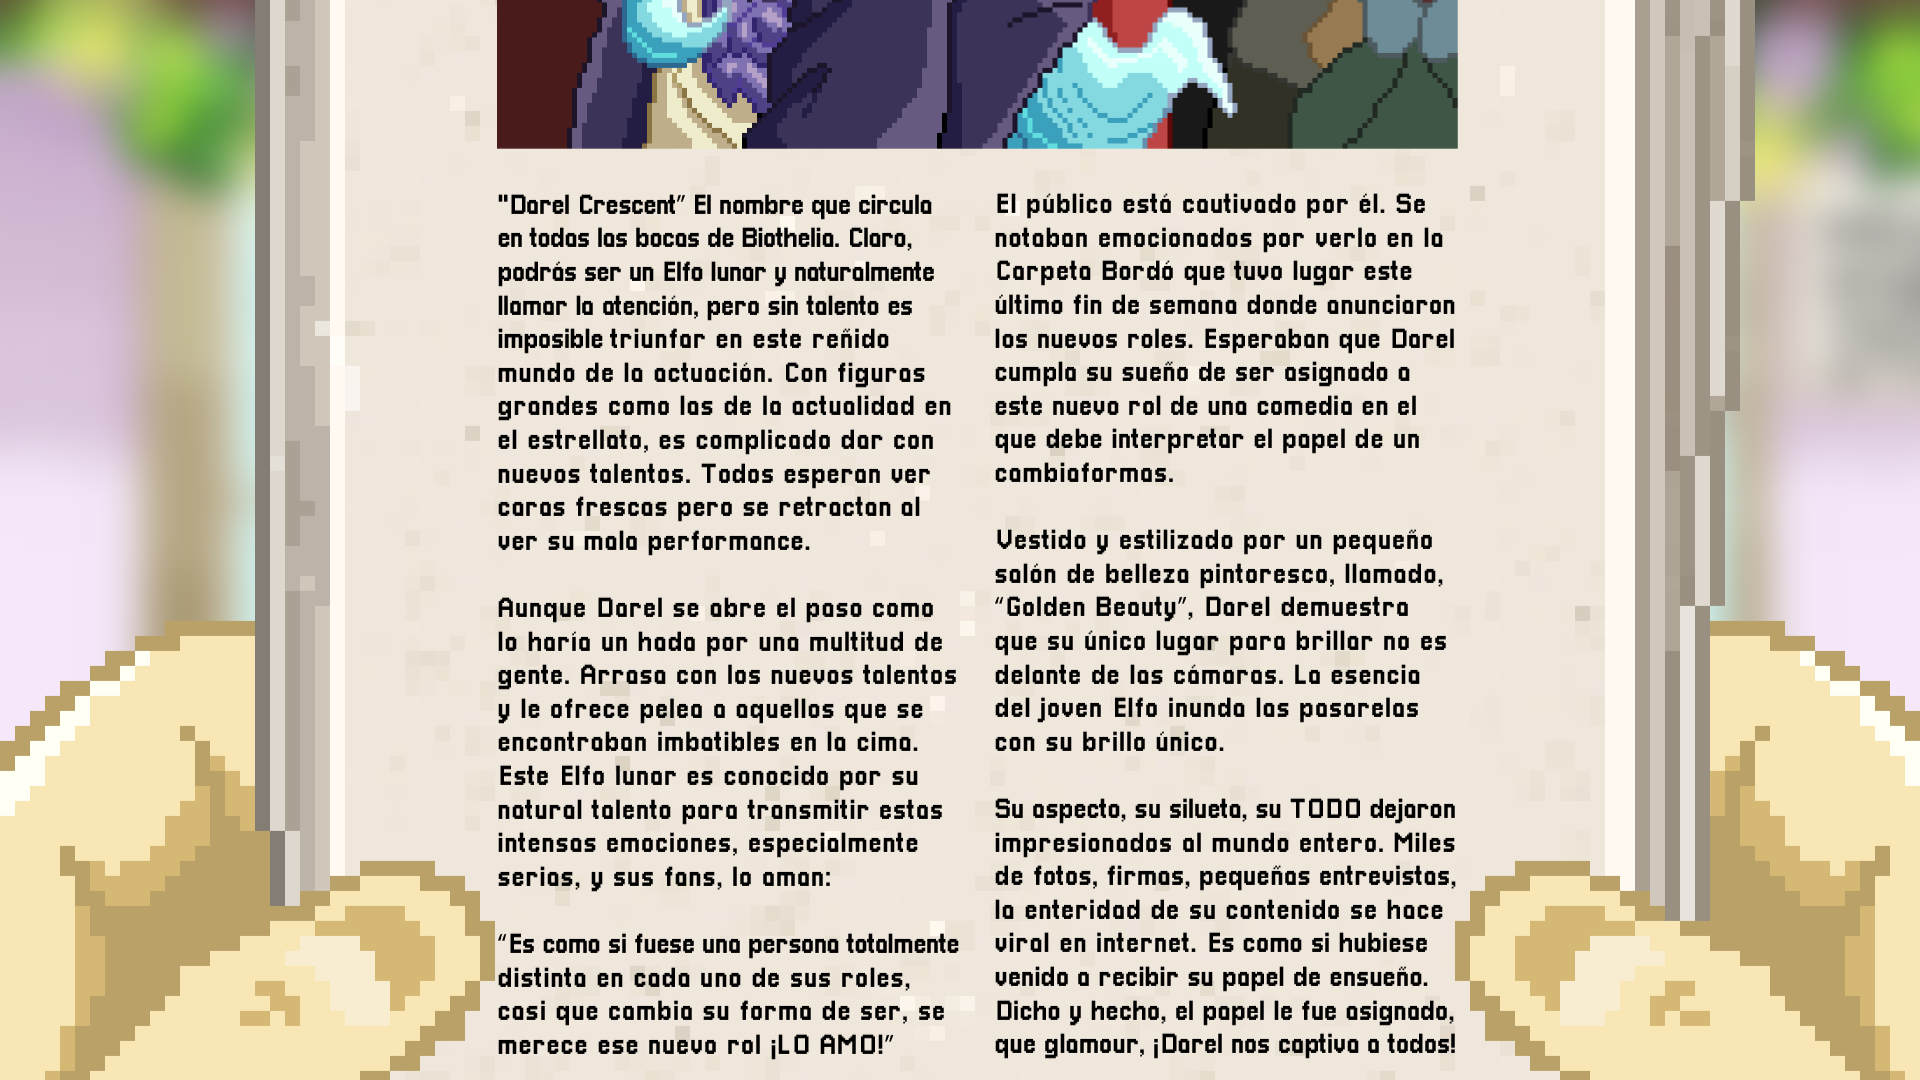 "Darel Crescent” El nombre que circula
en todas las bocas de Biothelia. Claro,
podrás ser un Elfo lunar y naturalmente
llamar la atención, pero sin talento es
imposible triunfar en este reñido
mundo de la actuación. Con figuras
grandes como las de la actualidad en
el estrellato, es complicado dar con
nuevos talentos. Todos esperan ver
caras frescas pero se retractan al
ver su mala performance.
Aunque Darel se abre el paso como
lo haría un hada por una multitud de
gente. Arrasa con los nuevos talentos
y le ofrece pelea a aquellos que se
encontraban imbatibles en la cima.
Este Elfo lunar es conocido por su
natural talento para transmitir estas
intensas emociones, especialmente
serias, y sus fans, lo aman:
“Es como si fuese una persona totalmente
distinta en cada uno de sus roles,
casi que cambia su forma de ser, se
merece ese nuevo rol ¡LO AMO!”
El público está cautivado por él. Se
notaban emocionados por verlo en la
Carpeta Bordó que tuvo lugar este
último fin de semana donde anunciaron
los nuevos roles. Esperaban que Darel
cumpla su sueño de ser asignado a
este nuevo rol de una comedia en el
que debe interpretar el papel de un
cambiaformas.
Vestido y estilizado por un pequeño
salón de belleza pintoresco, llamado,
“Golden Beauty”, Darel demuestra
que su único lugar para brillar no es
delante de las cámaras. La esencia
del joven Elfo inunda las pasarelas
con su brillo único.
Su aspecto, su silueta, su TODO dejaron
impresionados al mundo entero. Miles
de fotos, firmas, pequeñas entrevistas,
la enteridad de su contenido se hace
viral en internet. Es como si hubiese
venido a recibir su papel de ensueño.
Dicho y hecho, el papel le fue asignado,
que glamour, ¡Darel nos captiva a todos!